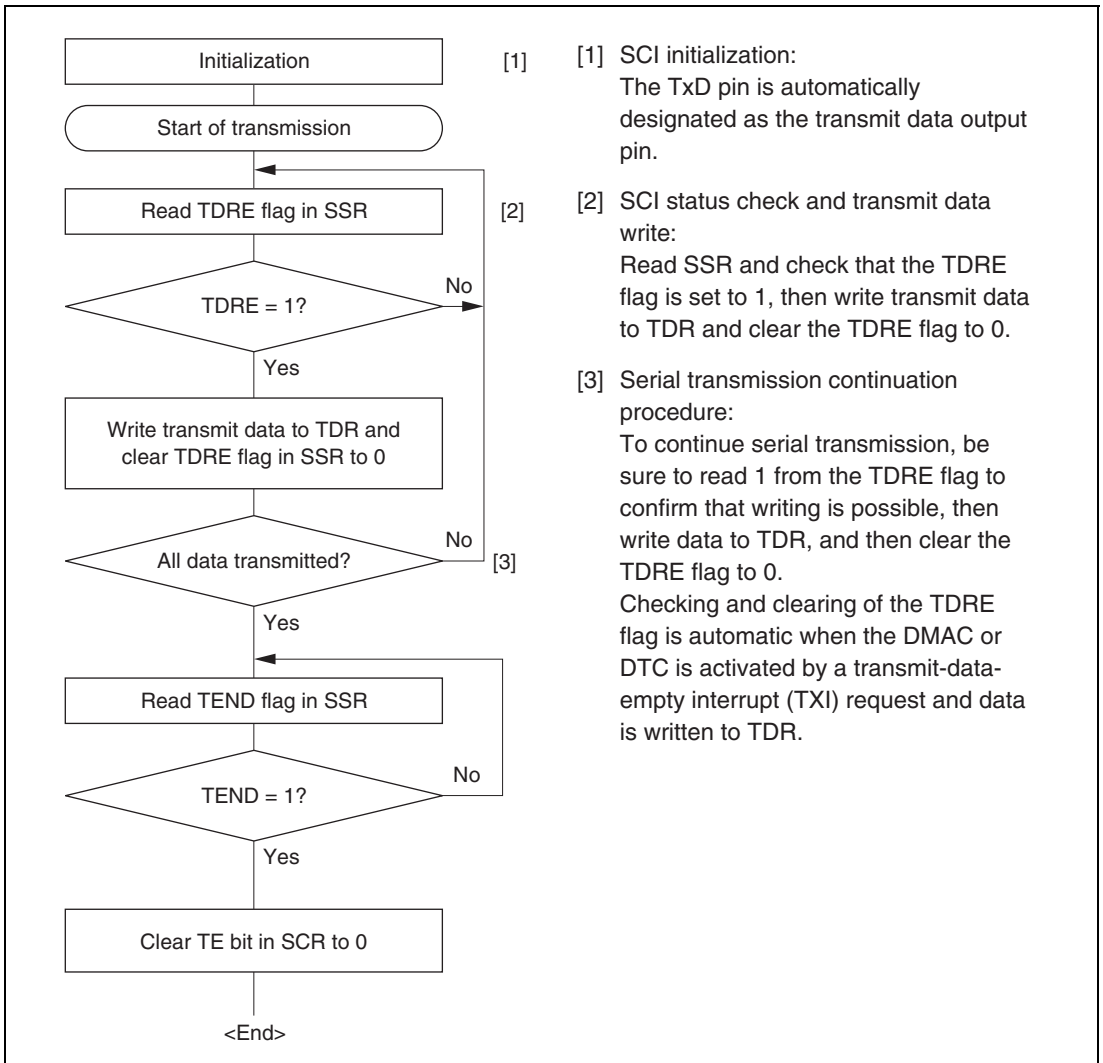 Initialization
[1]
Start of transmission
Read TDRE flag in SSR
[2]
No
TDRE = 1?
Yes
Write transmit data to TDR and
clear TDRE flag in SSR to 0
No
All data transmitted?
[3]
Yes
Read TEND flag in SSR
No
TEND = 1?
Yes
Clear TE bit in SCR to 0
<End>
[1] SCI initialization:
The TxD pin is automatically
designated as the transmit data output
pin.
[2] SCI status check and transmit data
write:
Read SSR and check that the TDRE
flag is set to 1, then write transmit data
to TDR and clear the TDRE flag to 0.
[3] Serial transmission continuation
procedure:
To continue serial transmission, be
sure to read 1 from the TDRE flag to
confirm that writing is possible, then
write data to TDR, and then clear the
TDRE flag to 0.
Checking and clearing of the TDRE
flag is automatic when the DMAC or
DTC is activated by a transmit-data-
empty interrupt (TXI) request and data
is written to TDR.